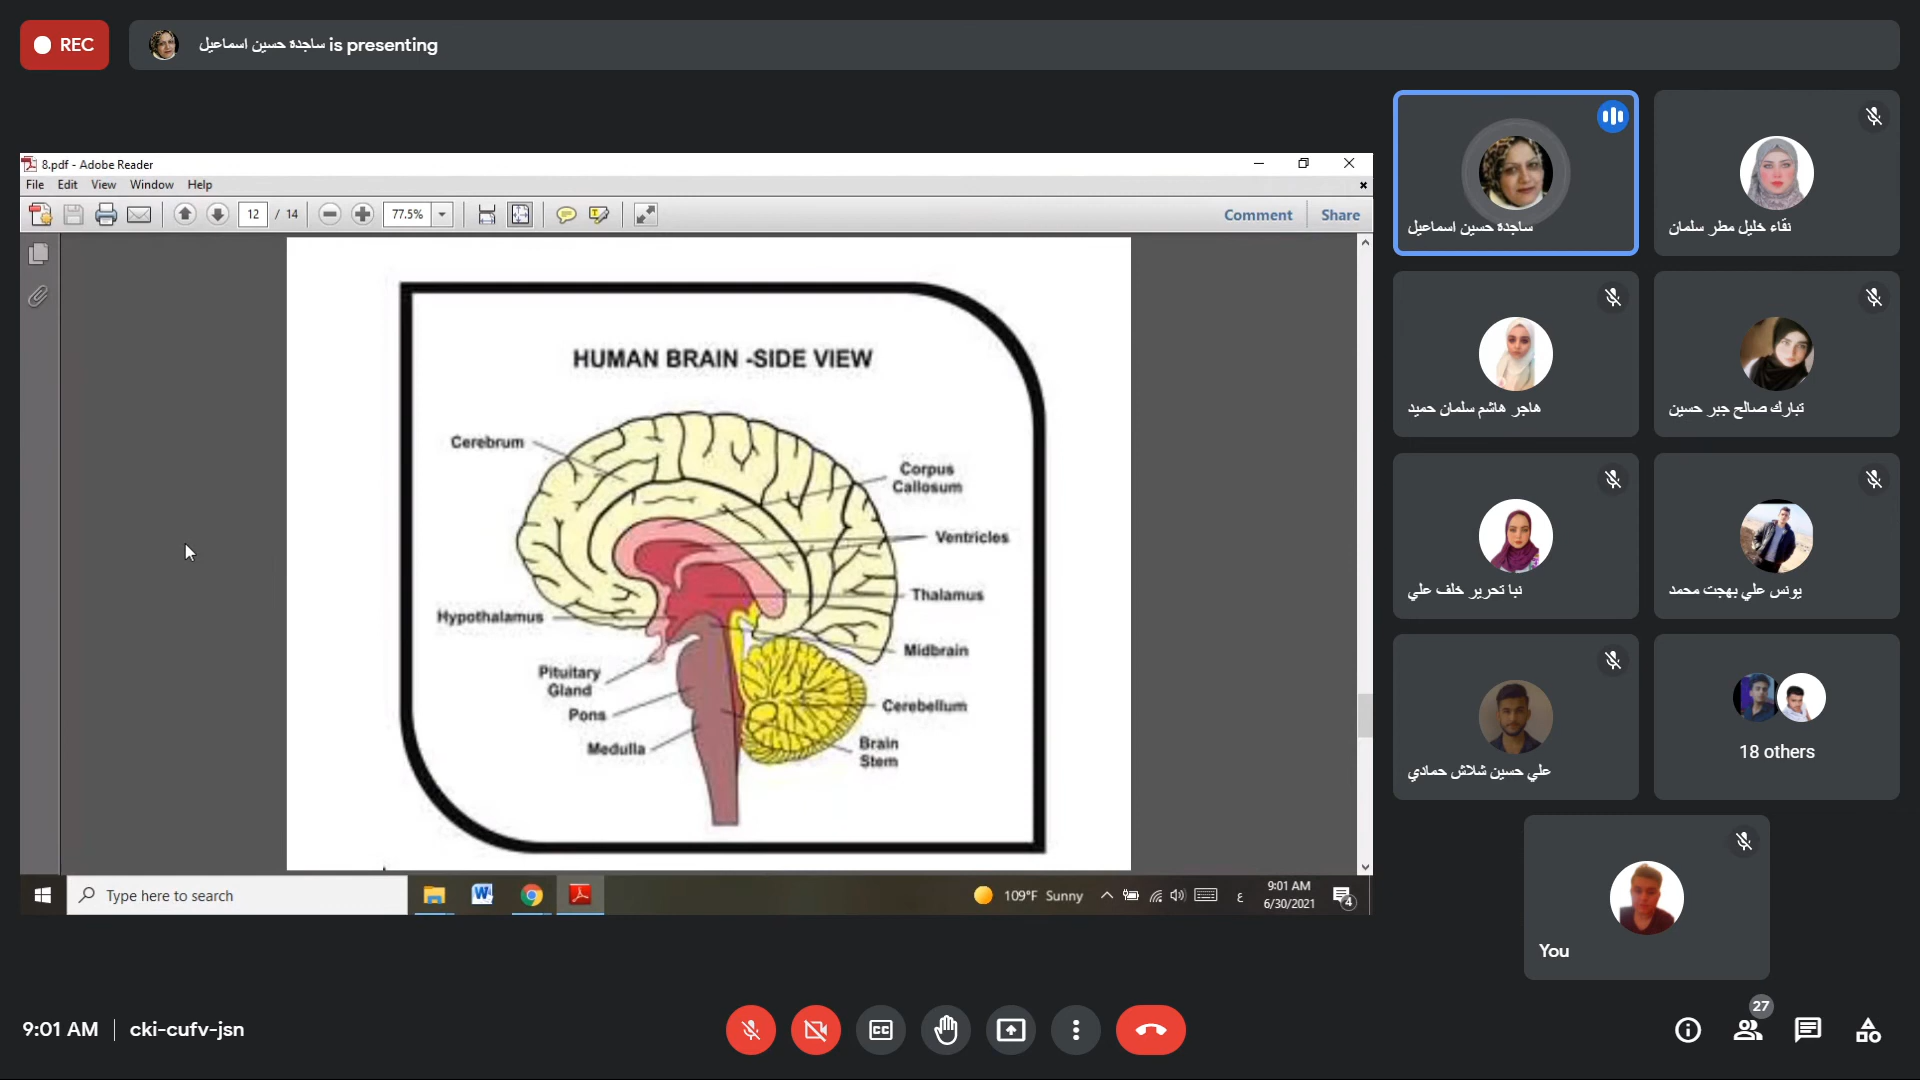 REC
ساجدة حسين اسماعيل is presenting
8.pdf - Adobe Reader
File Edit View Window Help
12 / 14 77.5% Comment Share
HUMAN BRAIN -SIDE VIEW
Cerebrum
Corpus
Callosum
Ventricles
Thalamus
Hypothalamus
Midbrain
Pituitary
Gland
Cerebellum
Pons
Brain
Stem
Medulla
Type here to search
109°F Sunny
ع
9:01 AM
6/30/2021
4
ساجدة حسين اسماعيل
نقاء خليل مطر سلمان
هاجر هاشم سلمان حميد
تبارك صالح جبر حسين
نبا تحرير خلف علي
يونس علي بهجت محمد
علي حسين شلاش حمادي
18 others
You
9:01 AM | cki-cufv-jsn
27